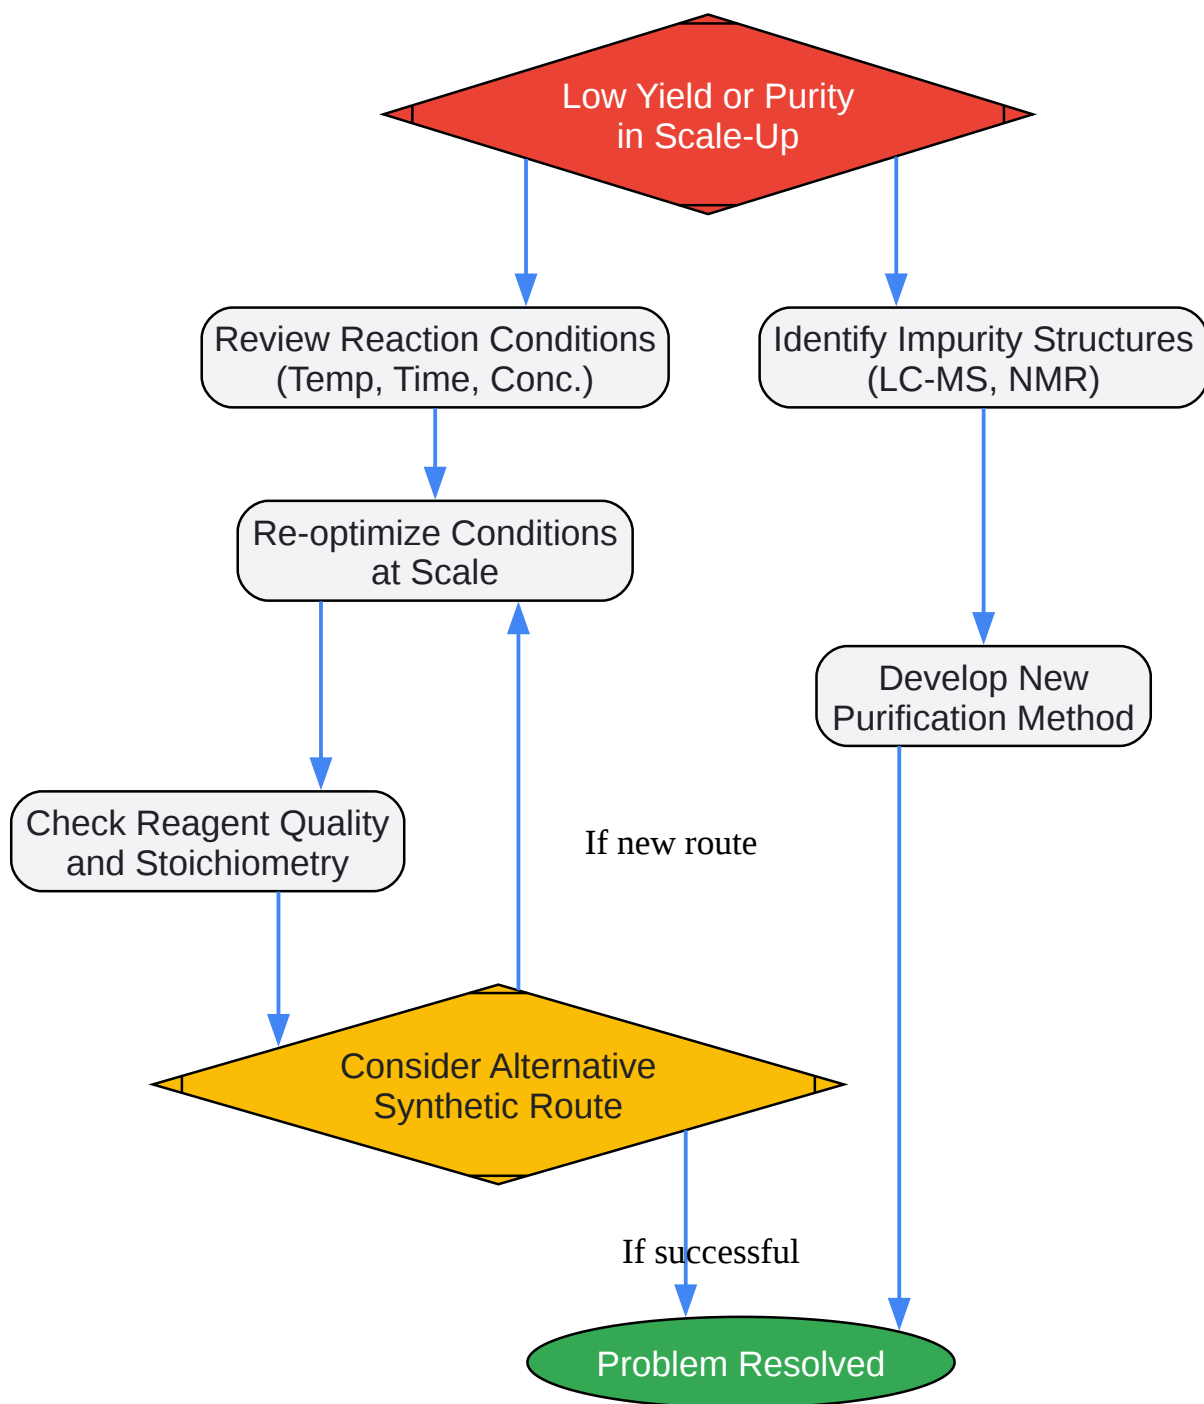 Low Yield or Purity
in Scale-Up
Review Reaction Conditions
(Temp, Time, Conc.)
Identify Impurity Structures
(LC-MS, NMR)
Re-optimize Conditions
at Scale
Develop New
Purification Method
Check Reagent Quality
and Stoichiometry
If new route
Consider Alternative
Synthetic Route
If successful
Problem Resolved